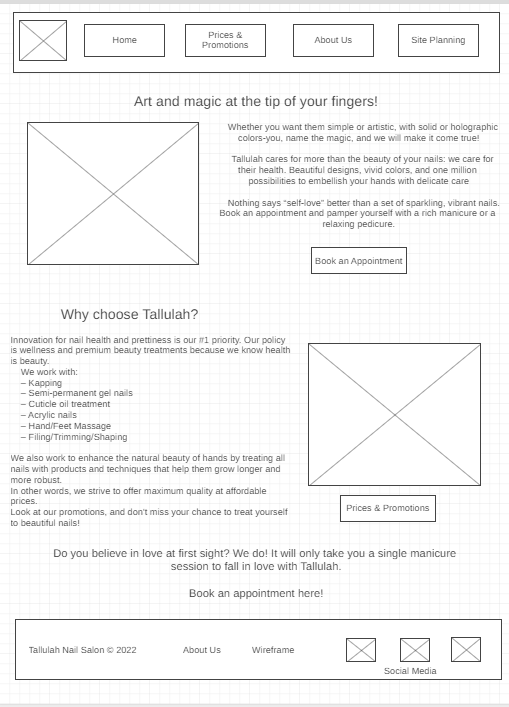 Home
Prices &
Promotions
About Us
Site Planning
Art and magic at the tip of your fingers!
Whether you want them simple or artistic, with solid or holographic
colors-you, name the magic, and we will make it come true!
Tallulah cares for more than the beauty of your nails: we care for
their health. Beautiful designs, vivid colors, and one million
possibilities to embellish your hands with delicate care
Nothing says “self-love” better than a set of sparkling, vibrant nails.
Book an appointment and pamper yourself with a rich manicure or a
relaxing pedicure.
Book an Appointment
Why choose Tallulah?
Innovation for nail health and prettiness is our #1 priority. Our policy
is wellness and premium beauty treatments because we know health
is beauty.
We work with:
– Kapping
– Semi-permanent gel nails
– Cuticle oil treatment
– Acrylic nails
– Hand/Feet Massage
– Filing/Trimming/Shaping
We also work to enhance the natural beauty of hands by treating all
nails with products and techniques that help them grow longer and
more robust.
In other words, we strive to offer maximum quality at affordable
prices.
Look at our promotions, and don't miss your chance to treat yourself
to beautiful nails!
Prices & Promotions
Do you believe in love at first sight? We do! It will only take you a single manicure
session to fall in love with Tallulah.
Book an appointment here!
Tallulah Nail Salon © 2022
About Us
Wireframe
Social Media